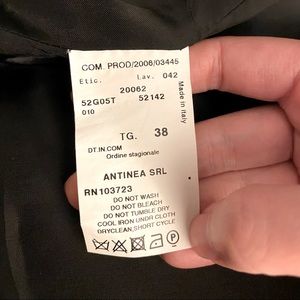 COM. PROD/2006/03445
Etic. Lav. 042
20062
52G05T 52142
010
Made in Italy
TG. 38
DT.IN.COM
Ordine stagionale
ANTINEA SRL
RN103723
DO NOT WASH
DO NOT BLEACH
DO NOT TUMBLE DRY
COOL IRON UNDR CLOTH
DRYCLEAN,SHORT CYCLE
P